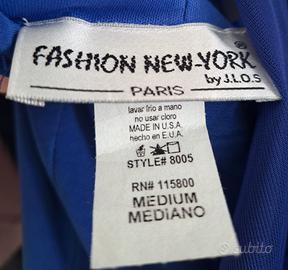 FASHION NEW-YORK®
by J.L.O.S
PARIS
lavar frio a mano
no usar cloro
MADE IN U.S.A.
hecho en E.U.A.
STYLE# 8005
RN# 115800
MEDIUM
MEDIANO
subito